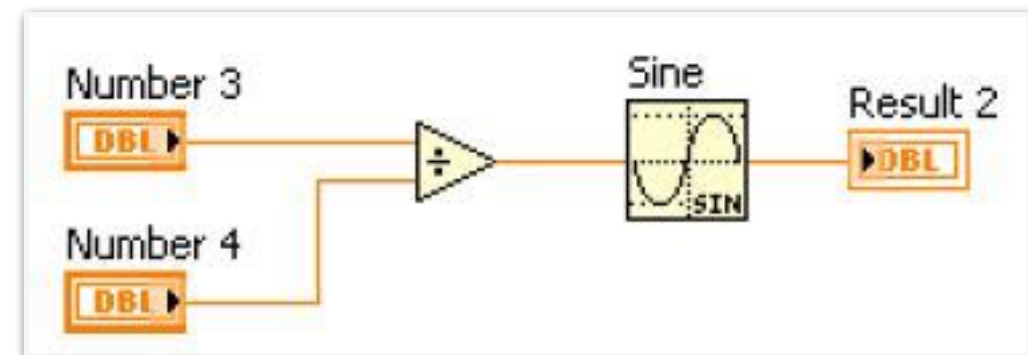 Number 3
DBL
Sine
÷
SIN
Result 2
DBL
Number 4
DBL